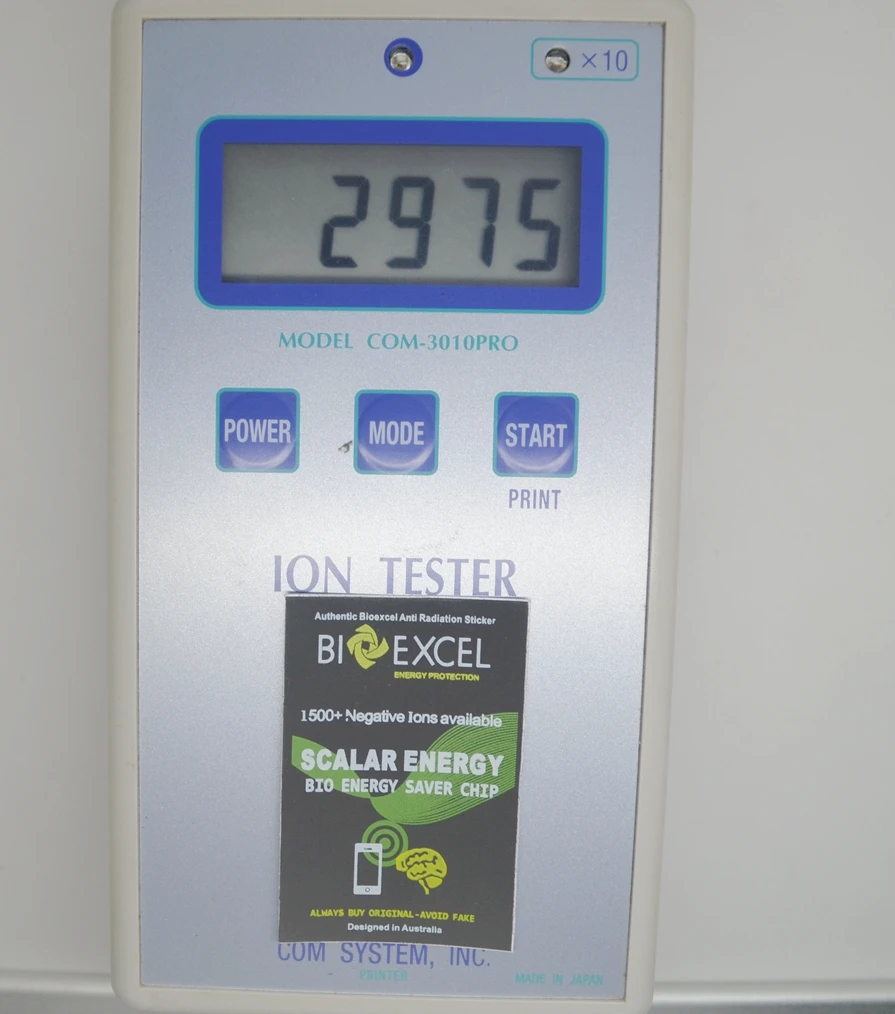 ×10
2975
MODEL COM-3010PRO
POWER
MODE
START
PRINT
ION TESTER
Authentic Bioexcel Anti Radiation Sticker
BIOEXCEL
ENERGY PROTECTION
1500+ Negative Ions available
SCALAR ENERGY
BIO ENERGY SAVER CHIP
ALWAYS BUY ORIGINAL-AVOID FAKE
Designed in Australia
COM SYSTEM, INC.
PRINTER
MADE IN JAPAN